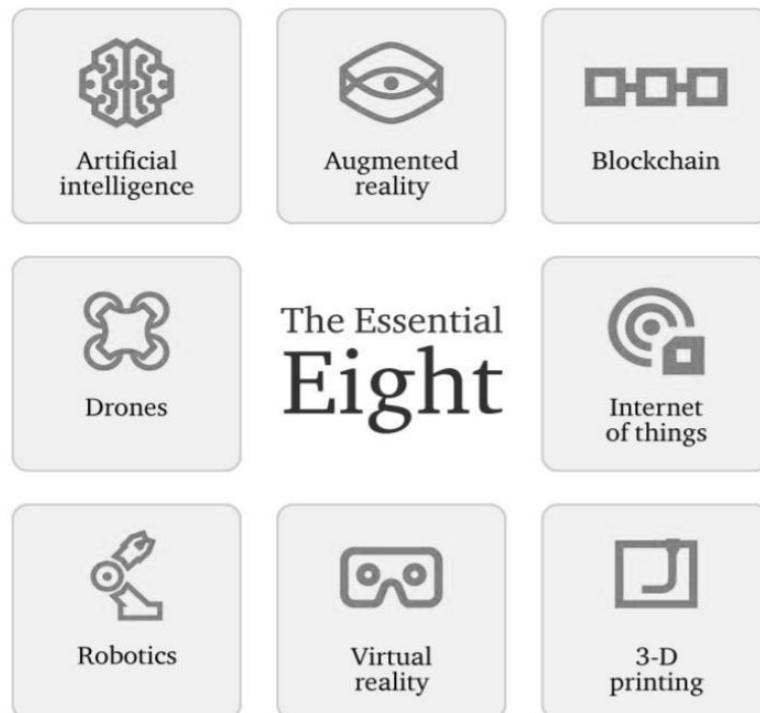 Artificial
intelligence
Augmented
reality
Blockchain
Drones
The Essential
Eight
Internet
of things
Robotics
Virtual
reality
3-D
printing